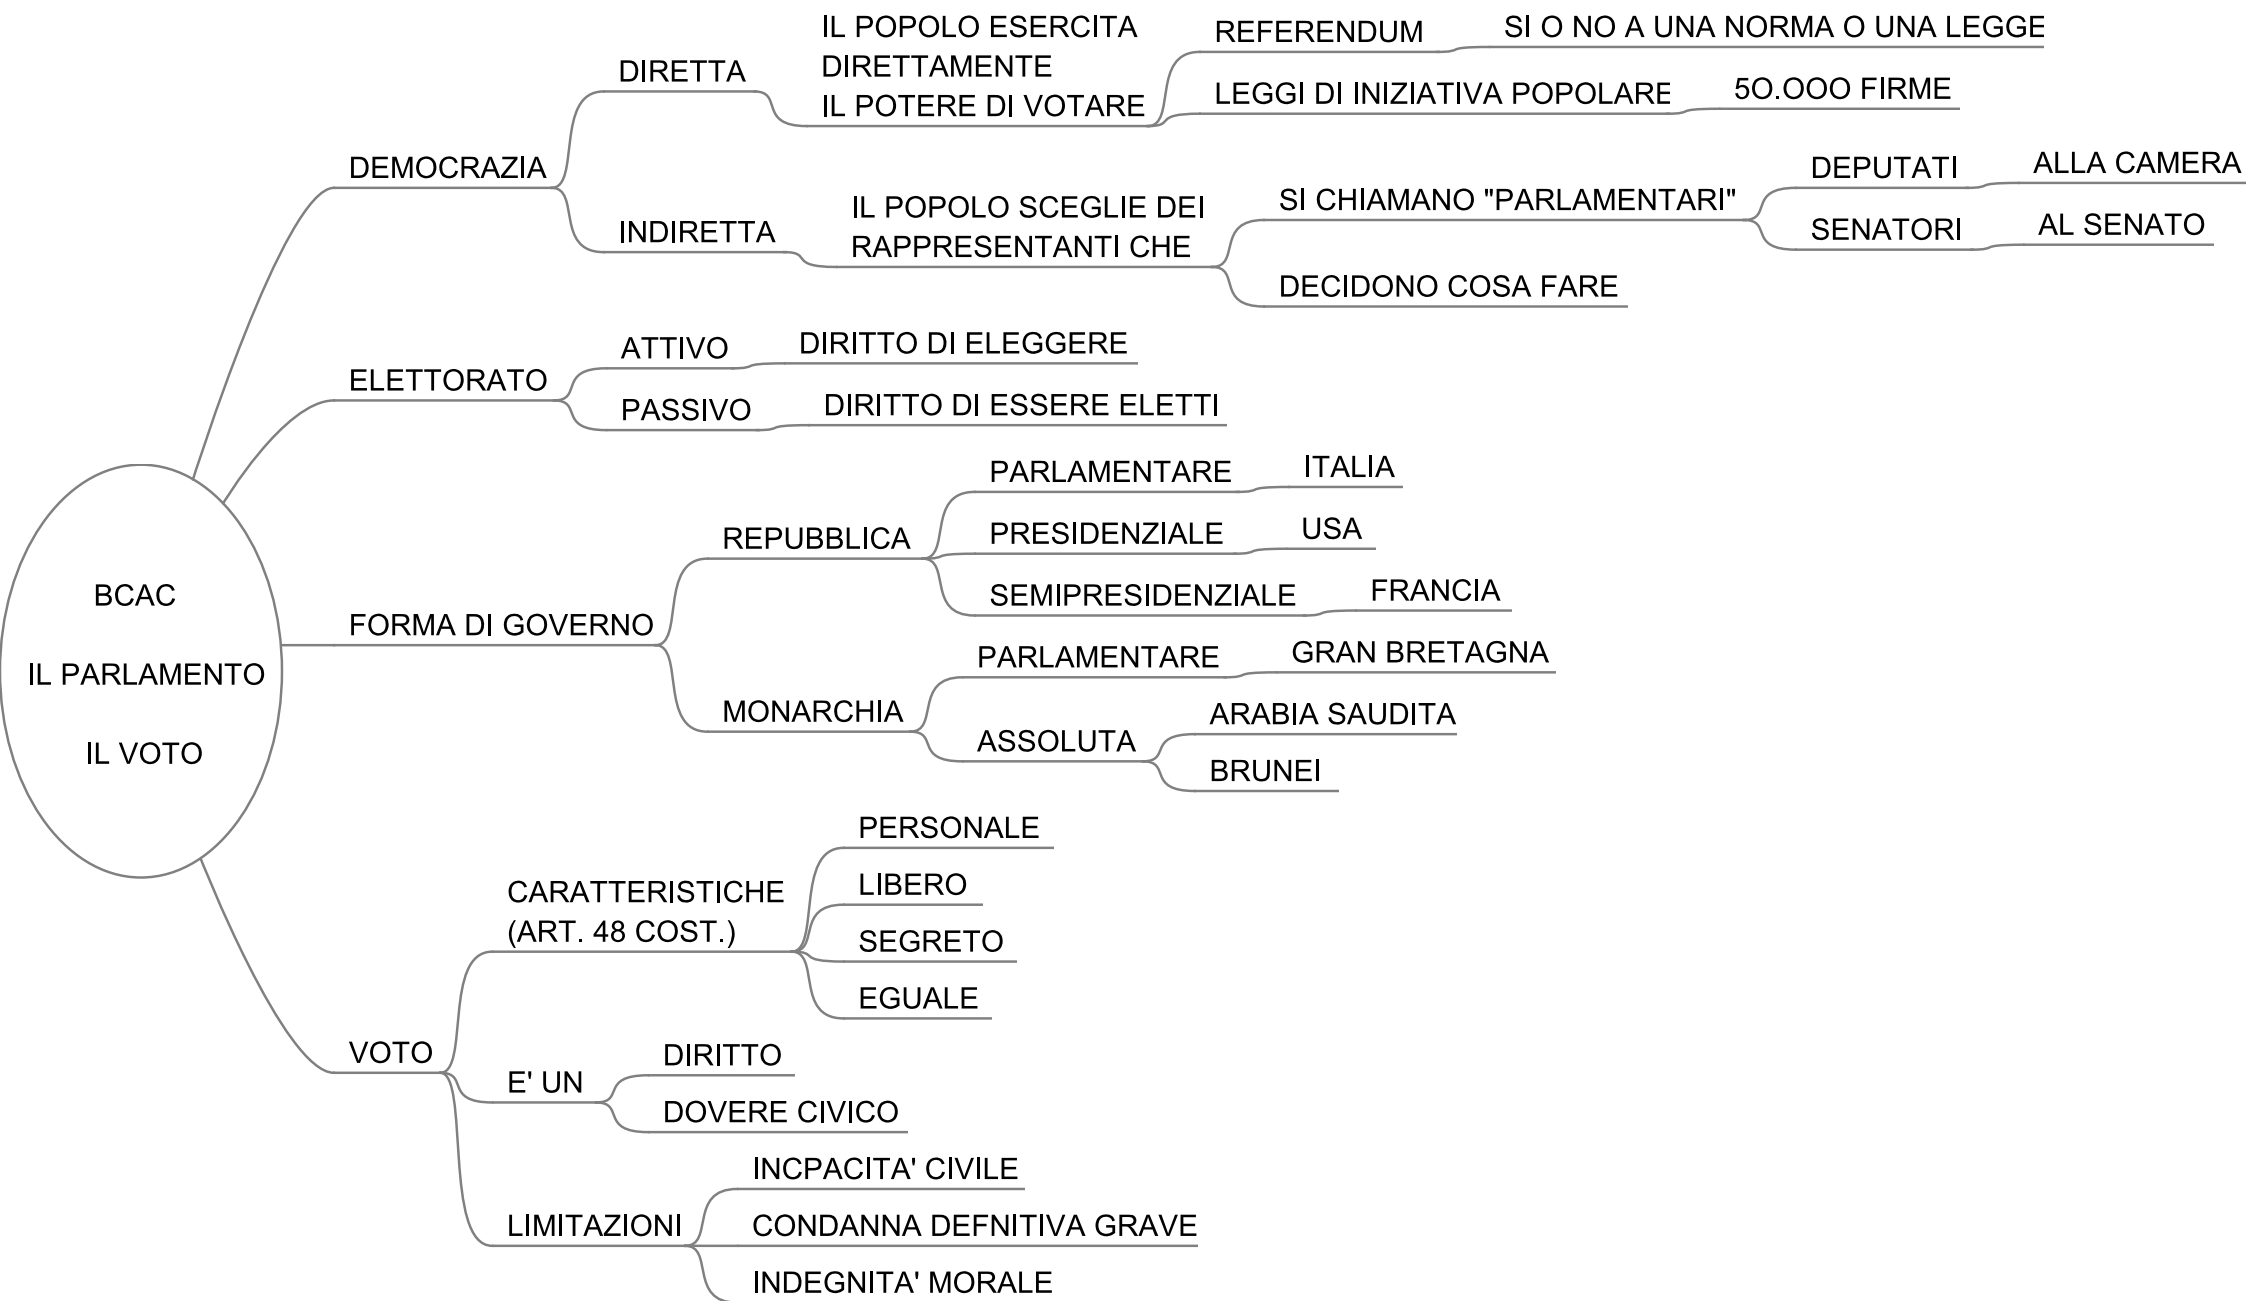 BCAC
IL PARLAMENTO
IL VOTO
DEMOCRAZIA
DIRETTA
IL POPOLO ESERCITA
DIRETTAMENTE
IL POTERE DI VOTARE
REFERENDUM
SI O NO A UNA NORMA O UNA LEGGE
LEGGI DI INIZIATIVA POPOLARE
5O.OOO FIRME
INDIRETTA
IL POPOLO SCEGLIE DEI
RAPPRESENTANTI CHE
SI CHIAMANO "PARLAMENTARI"
DEPUTATI
ALLA CAMERA
SENATORI
AL SENATO
DECIDONO COSA FARE
ELETTORATO
ATTIVO
DIRITTO DI ELEGGERE
PASSIVO
DIRITTO DI ESSERE ELETTI
FORMA DI GOVERNO
REPUBBLICA
PARLAMENTARE
ITALIA
PRESIDENZIALE
USA
SEMIPRESIDENZIALE
FRANCIA
MONARCHIA
PARLAMENTARE
GRAN BRETAGNA
ASSOLUTA
ARABIA SAUDITA
BRUNEI
VOTO
CARATTERISTICHE
(ART. 48 COST.)
PERSONALE
LIBERO
SEGRETO
EGUALE
E' UN
DIRITTO
DOVERE CIVICO
LIMITAZIONI
INCPACITA' CIVILE
CONDANNA DEFNITIVA GRAVE
INDEGNITA' MORALE